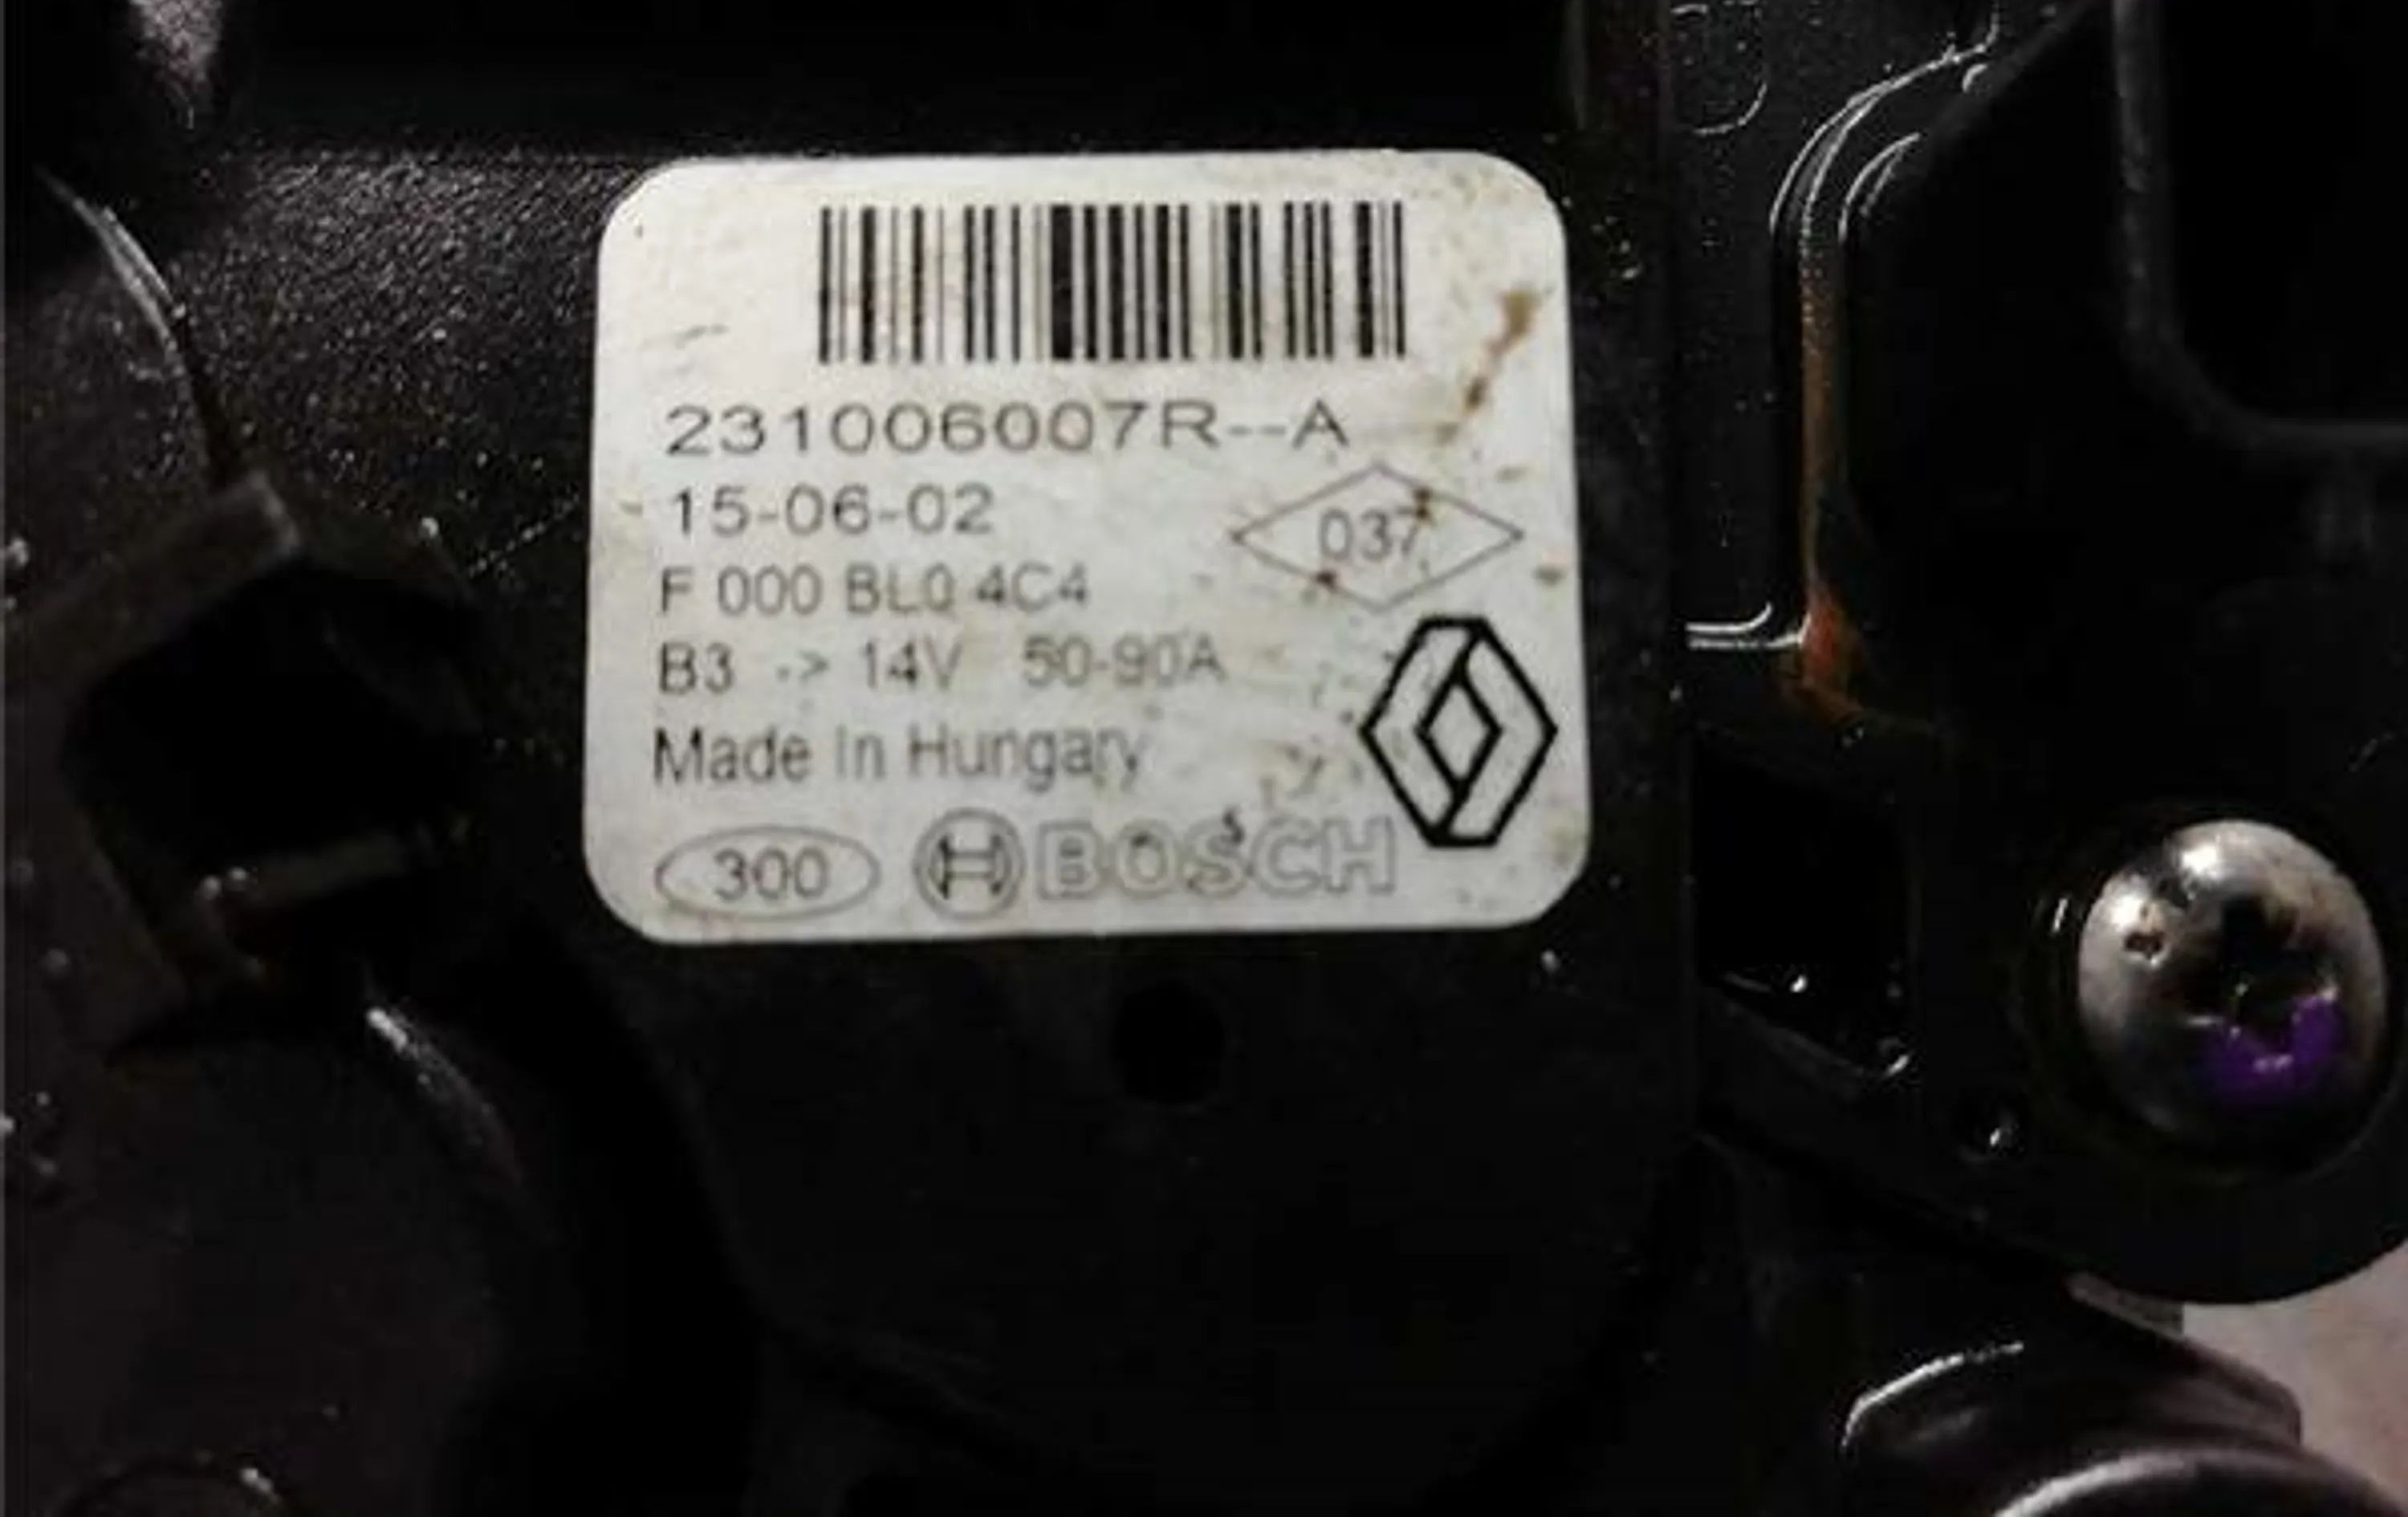 231006007R--A
15-06-02
037
F 000 BL0 4C4
B3 -> 14V 50-90A
Made In Hungary
300 BOSCH